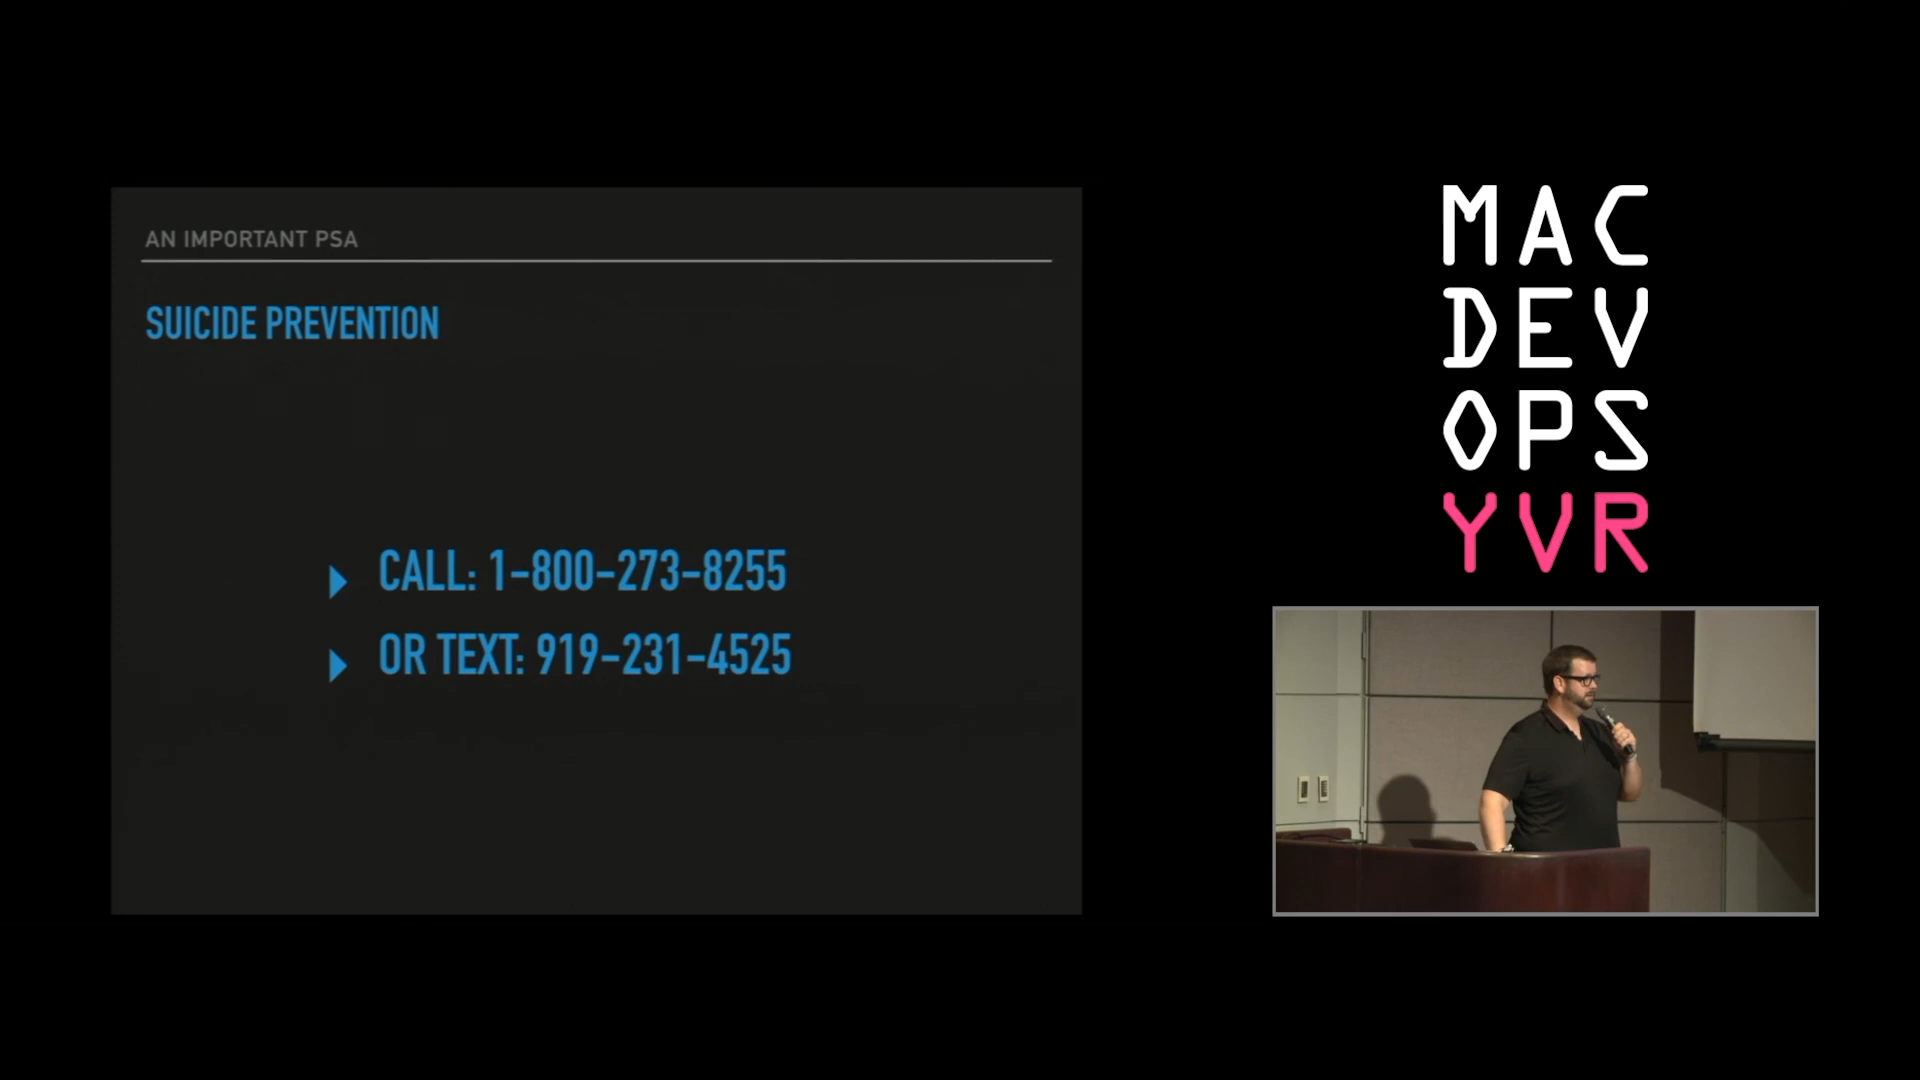 AN IMPORTANT PSA
SUICIDE PREVENTION
CALL: 1-800-273-8255
OR TEXT: 919-231-4525
MAC
DEV
OPS
YVR